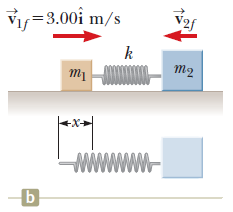 v⃗₁f = 3.00î m/s
v⃗₂f
k
m₁
m₂
x
b